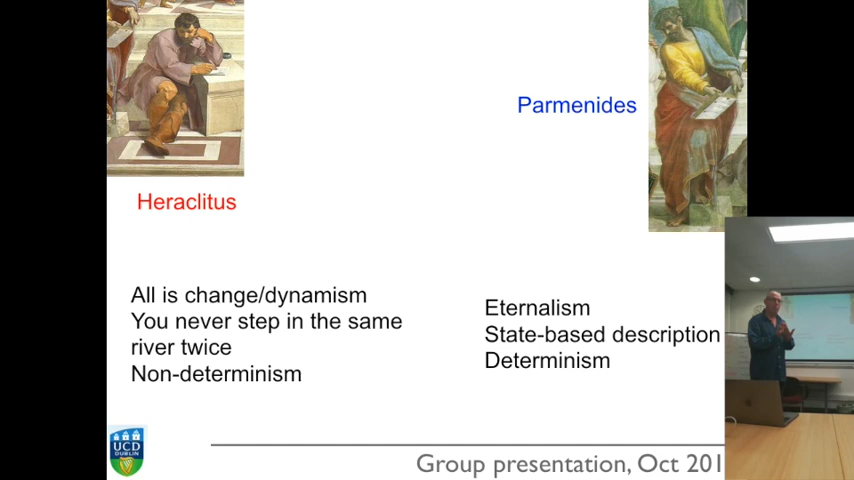 Parmenides
Heraclitus
All is change/dynamism
You never step in the same
river twice
Non-determinism
Eternalism
State-based description
Determinism
UCD
DUBLIN
Group presentation, Oct 201